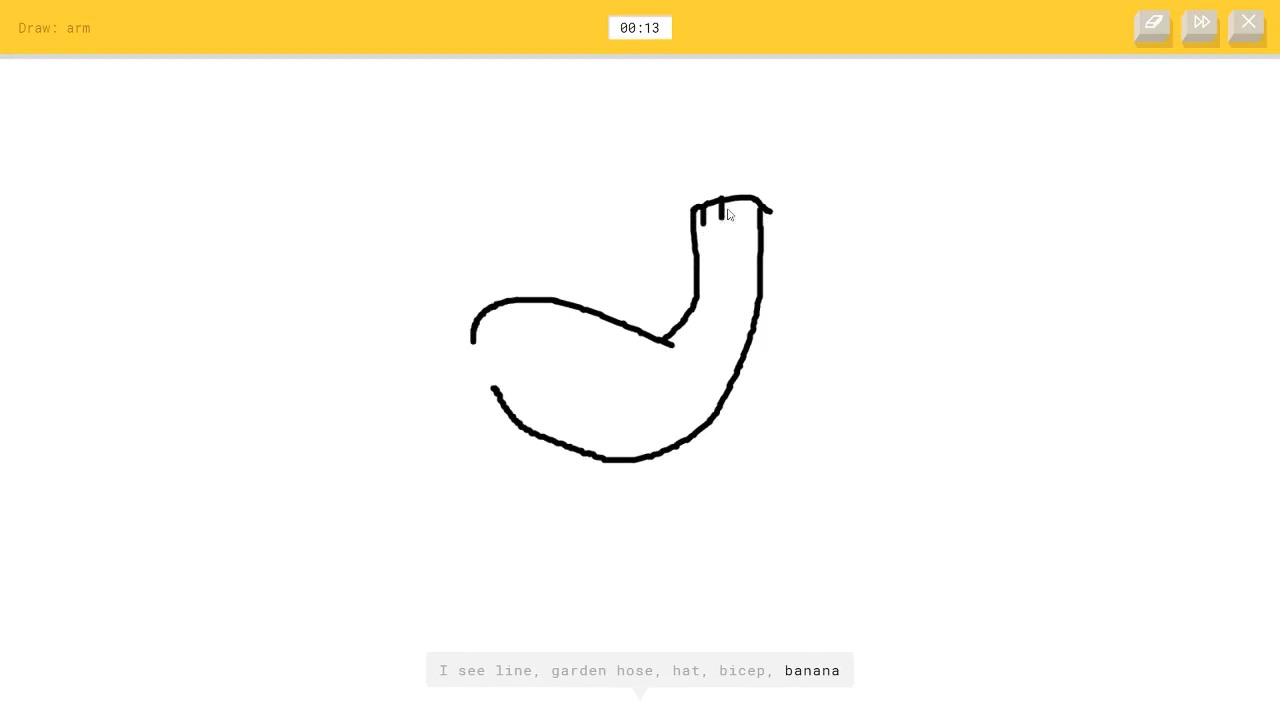 Draw: arm
00:13
I see line, garden hose, hat, bicep, banana